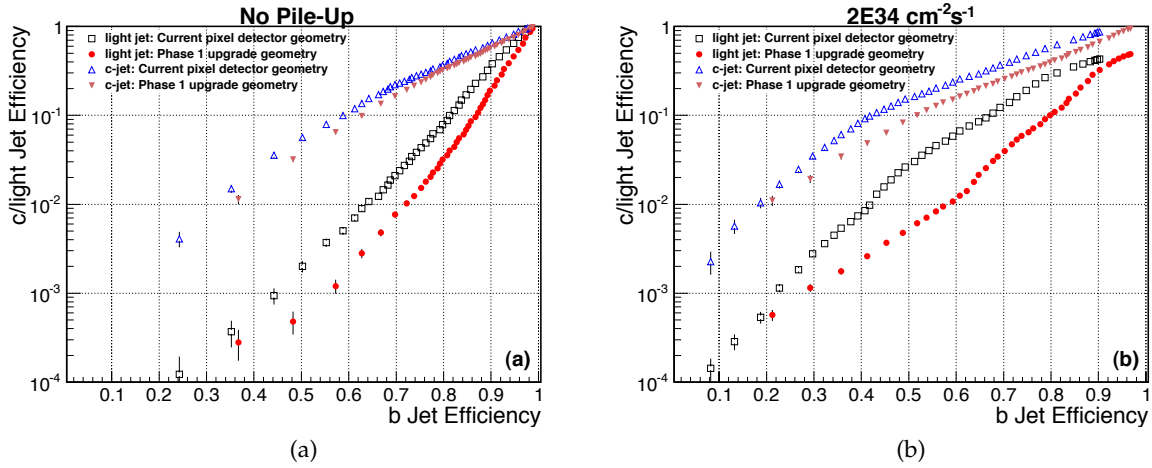 No Pile-Up
c/light Jet Efficiency
1
10⁻¹
10⁻²
10⁻³
10⁻⁴
light jet: Current pixel detector geometry
light jet: Phase 1 upgrade geometry
c-jet: Current pixel detector geometry
c-jet: Phase 1 upgrade geometry
(a)
0.1 0.2 0.3 0.4 0.5 0.6 0.7 0.8 0.9 1
b Jet Efficiency
(a)
2E34 cm⁻²s⁻¹
c/light Jet Efficiency
1
10⁻¹
10⁻²
10⁻³
10⁻⁴
light jet: Current pixel detector geometry
light jet: Phase 1 upgrade geometry
c-jet: Current pixel detector geometry
c-jet: Phase 1 upgrade geometry
(b)
0.1 0.2 0.3 0.4 0.5 0.6 0.7 0.8 0.9 1
b Jet Efficiency
(b)